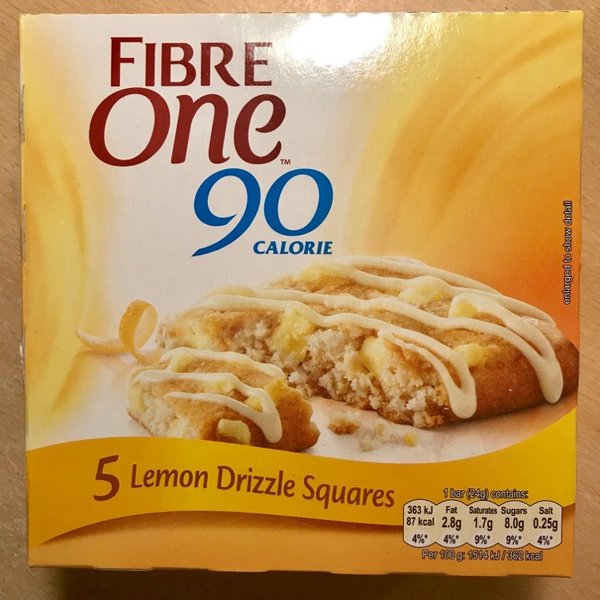 FIBRE
One™
90
CALORIE
enlarged to show detail
5 Lemon Drizzle Squares
1 bar (24g) contains:
363 kJ Fat Saturates Sugars Salt
87 kcal 2.8g 1.7g 8.0g 0.25g
4%* 4%* 9%* 9%* 4%*
Per 100 g: 1514 kJ / 362 kcal